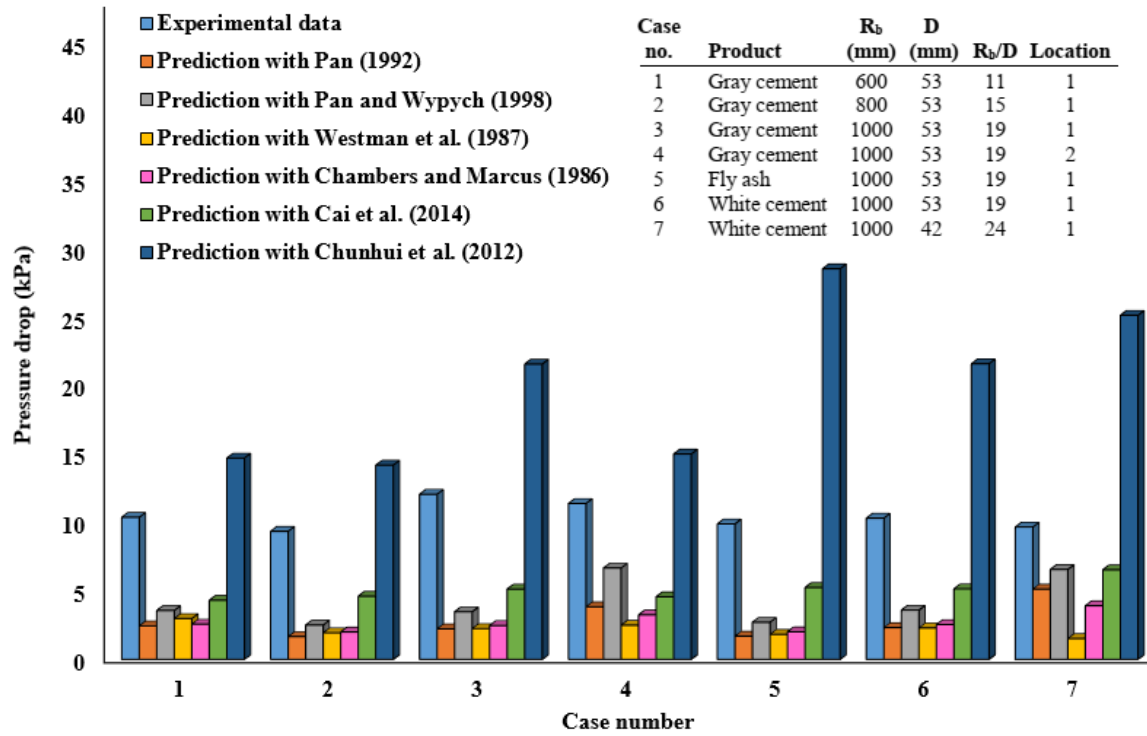 Experimental data
Prediction with Pan (1992)
Prediction with Pan and Wypych (1998)
Prediction with Westman et al. (1987)
Prediction with Chambers and Marcus (1986)
Prediction with Cai et al. (2014)
Prediction with Chunhui et al. (2012)
Case no. Product Rb (mm) D (mm) Rb/D Location
1 Gray cement 600 53 11 1
2 Gray cement 800 53 15 1
3 Gray cement 1000 53 19 1
4 Gray cement 1000 53 19 2
5 Fly ash 1000 53 19 1
6 White cement 1000 53 19 1
7 White cement 1000 42 24 1
Pressure drop (kPa)
45
40
35
30
25
20
15
10
5
0
1 2 3 4 5 6 7
Case number